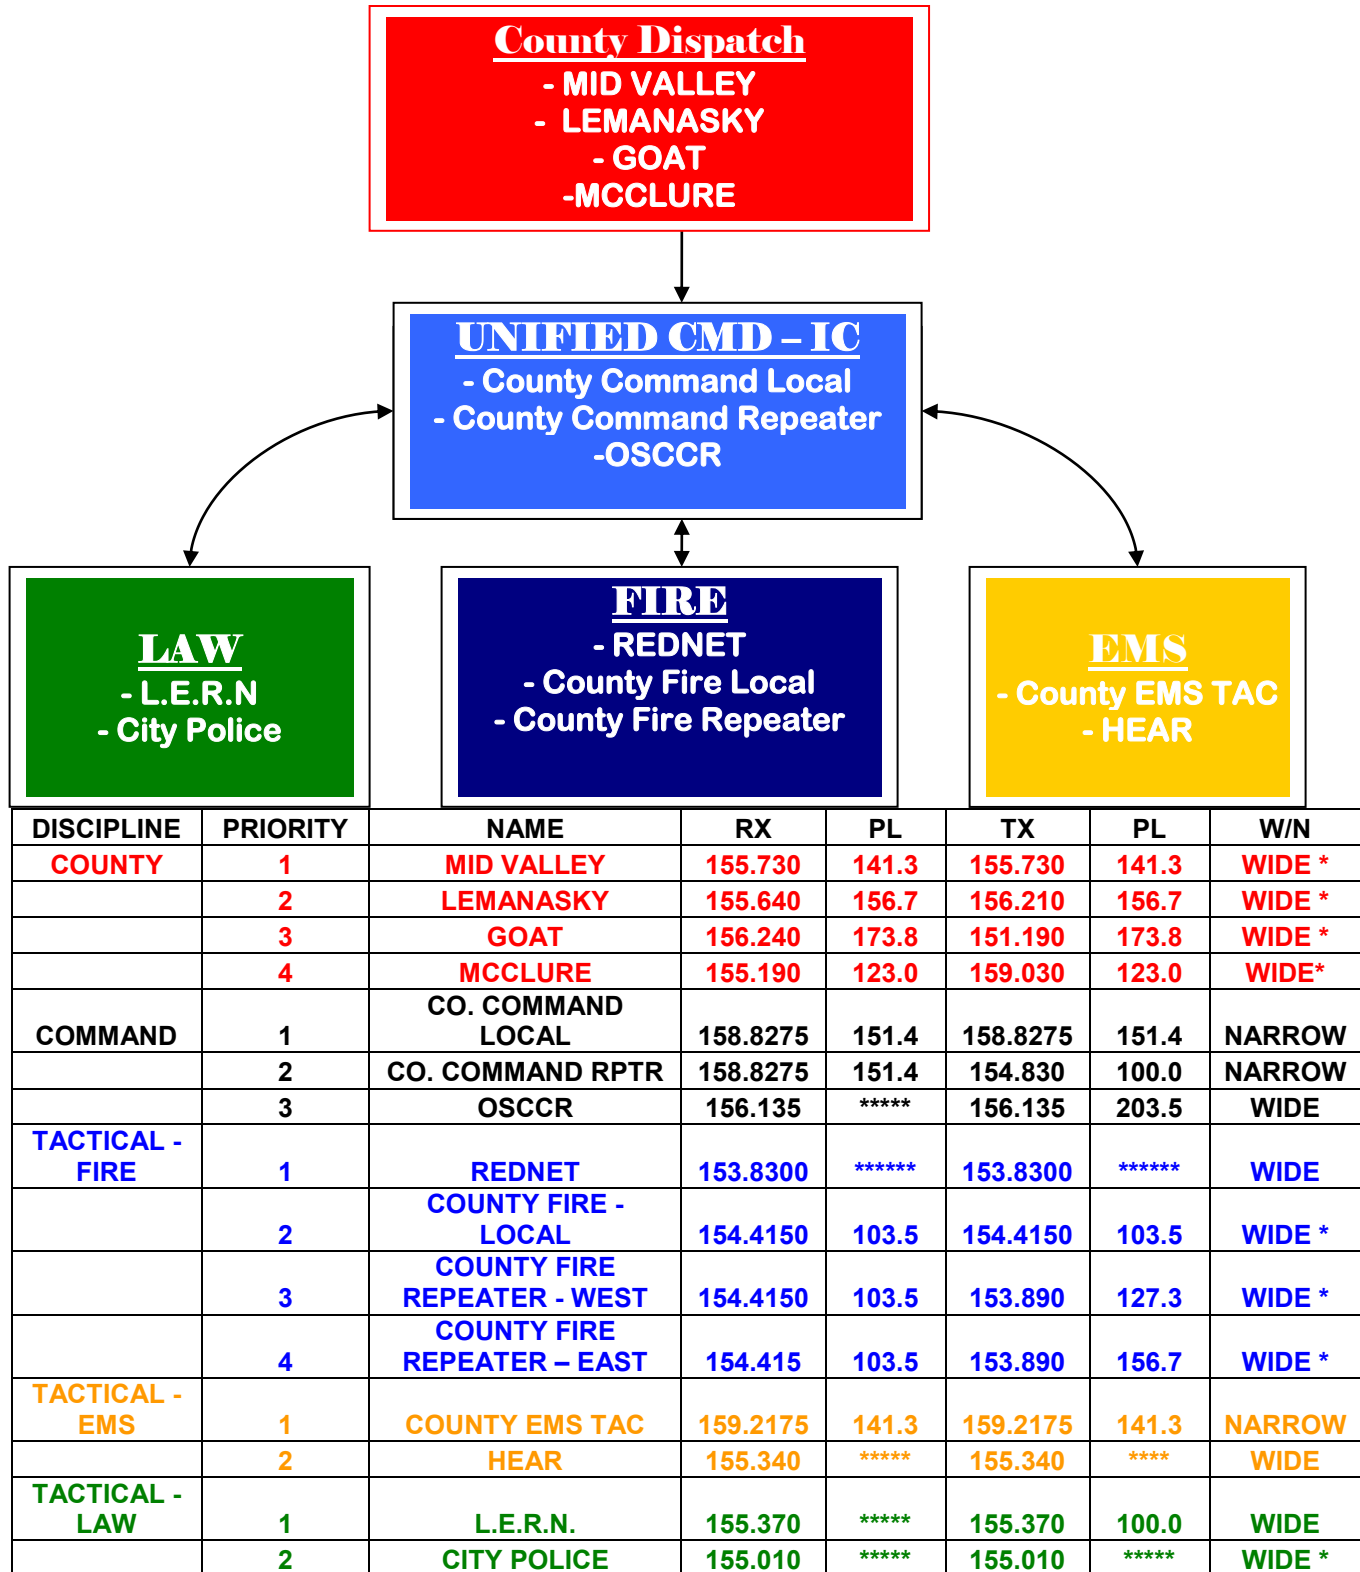 County Dispatch
- MID VALLEY
- LEMANASKY
- GOAT
-MCCLURE
UNIFIED CMD – IC
- County Command Local
- County Command Repeater
-OSCCR
LAW
- L.E.R.N
- City Police
FIRE
- REDNET
- County Fire Local
- County Fire Repeater
EMS
- County EMS TAC
- HEAR
DISCIPLINE PRIORITY NAME RX PL TX PL W/N
COUNTY 1 MID VALLEY 155.730 141.3 155.730 141.3 WIDE *
2 LEMANASKY 155.640 156.7 156.210 156.7 WIDE *
3 GOAT 156.240 173.8 151.190 173.8 WIDE *
4 MCCLURE 155.190 123.0 159.030 123.0 WIDE*
CO. COMMAND
COMMAND 1 LOCAL 158.8275 151.4 158.8275 151.4 NARROW
2 CO. COMMAND RPTR 158.8275 151.4 154.830 100.0 NARROW
3 OSCCR 156.135 ***** 156.135 203.5 WIDE
TACTICAL -
FIRE 1 REDNET 153.8300 ****** 153.8300 ****** WIDE
COUNTY FIRE -
2 LOCAL 154.4150 103.5 154.4150 103.5 WIDE *
COUNTY FIRE
3 REPEATER - WEST 154.4150 103.5 153.890 127.3 WIDE *
COUNTY FIRE
4 REPEATER – EAST 154.415 103.5 153.890 156.7 WIDE *
TACTICAL -
EMS 1 COUNTY EMS TAC 159.2175 141.3 159.2175 141.3 NARROW
2 HEAR 155.340 ***** 155.340 **** WIDE
TACTICAL -
LAW 1 L.E.R.N. 155.370 ***** 155.370 100.0 WIDE
2 CITY POLICE 155.010 ***** 155.010 ***** WIDE *